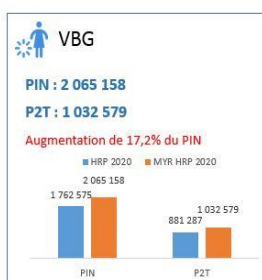 VBG
PIN : 2 065 158
P2T : 1 032 579
Augmentation de 17,2% du PIN
HRP 2020 MYR HRP 2020
2 065 158
1 762 575
1 032 579
881 287
PIN P2T